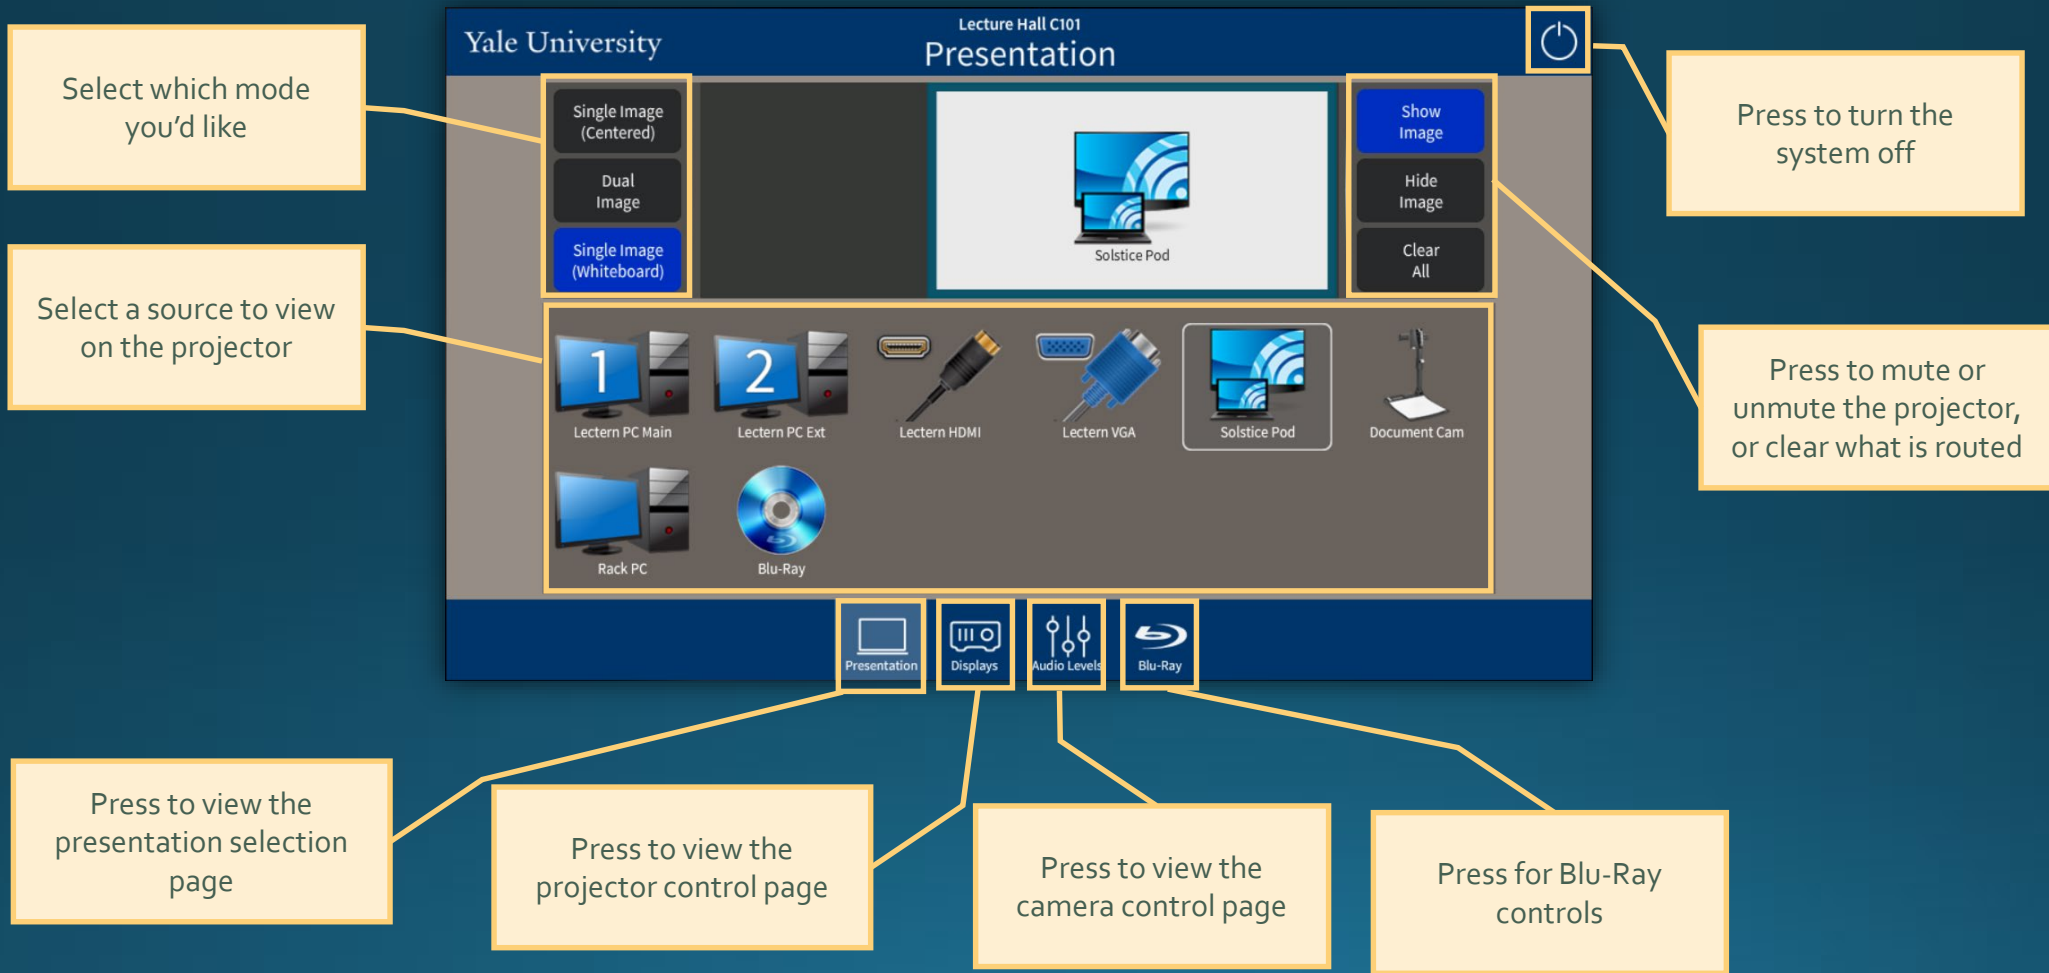 Yale University
Lecture Hall C101
Presentation
Select which mode
you'd like
Select a source to view
on the projector
Single Image
(Centered)
Dual
Image
Single Image
(Whiteboard)
Solstice Pod
Show
Image
Hide
Image
Clear
All
Press to turn the
system off
Press to mute or
unmute the projector,
or clear what is routed
1
2
Lectern PC Main
Lectern PC Ext
Lectern HDMI
Lectern VGA
Solstice Pod
Document Cam
Rack PC
Blu-Ray
Presentation
Displays
Audio Levels
Blu-Ray
Press to view the
presentation selection
page
Press to view the
projector control page
Press to view the
camera control page
Press for Blu-Ray
controls